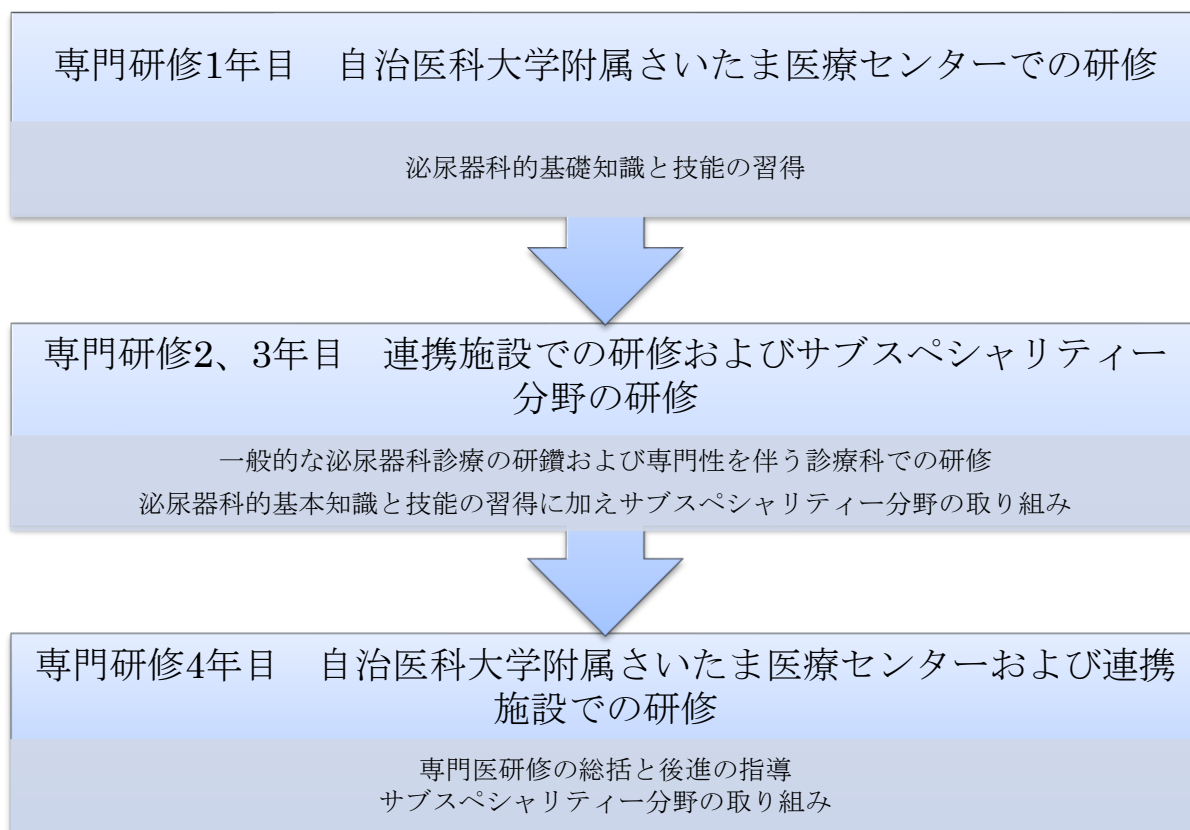 専門研修1年目　自治医科大学附属さいたま医療センターでの研修
泌尿器科的基礎知識と技能の習得
専門研修2、3年目　連携施設での研修およびサブスペシャリティー
分野の研修
一般的な泌尿器科診療の研鑽および専門性を伴う診療科での研修
泌尿器科的基本知識と技能の習得に加えサブスペシャリティー分野の取り組み
専門研修4年目　自治医科大学附属さいたま医療センターおよび連携
施設での研修
専門医研修の総括と後進の指導
サブスペシャリティー分野の取り組み